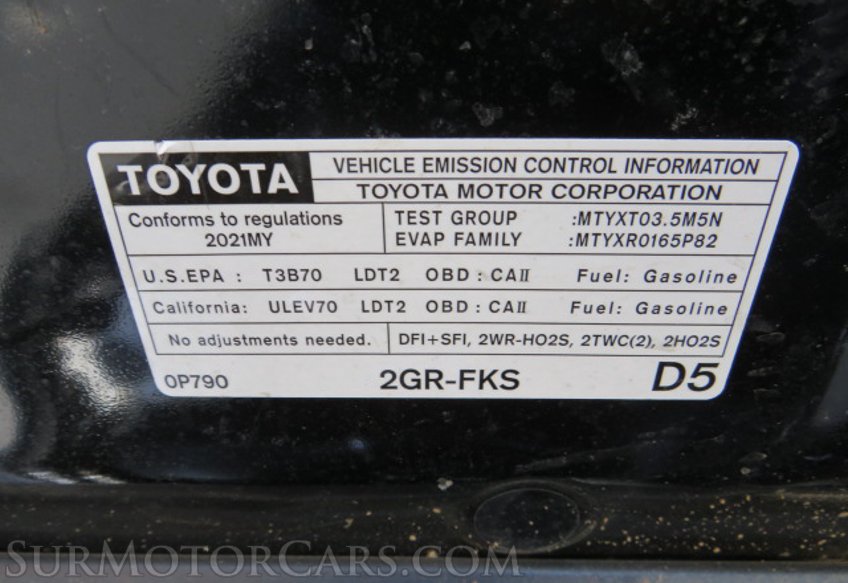 TOYOTA
VEHICLE EMISSION CONTROL INFORMATION
TOYOTA MOTOR CORPORATION
Conforms to regulations
2021MY
TEST GROUP :MTYXT03.5M5N
EVAP FAMILY :MTYXR0165P82
U.S.EPA : T3B70 LDT2 OBD : CAII Fuel: Gasoline
California: ULEV70 LDT2 OBD : CAII Fuel: Gasoline
No adjustments needed. DFI+SFI, 2WR-HO2S, 2TWC(2), 2HO2S
0P790 2GR-FKS D5
SurMotorCars.com